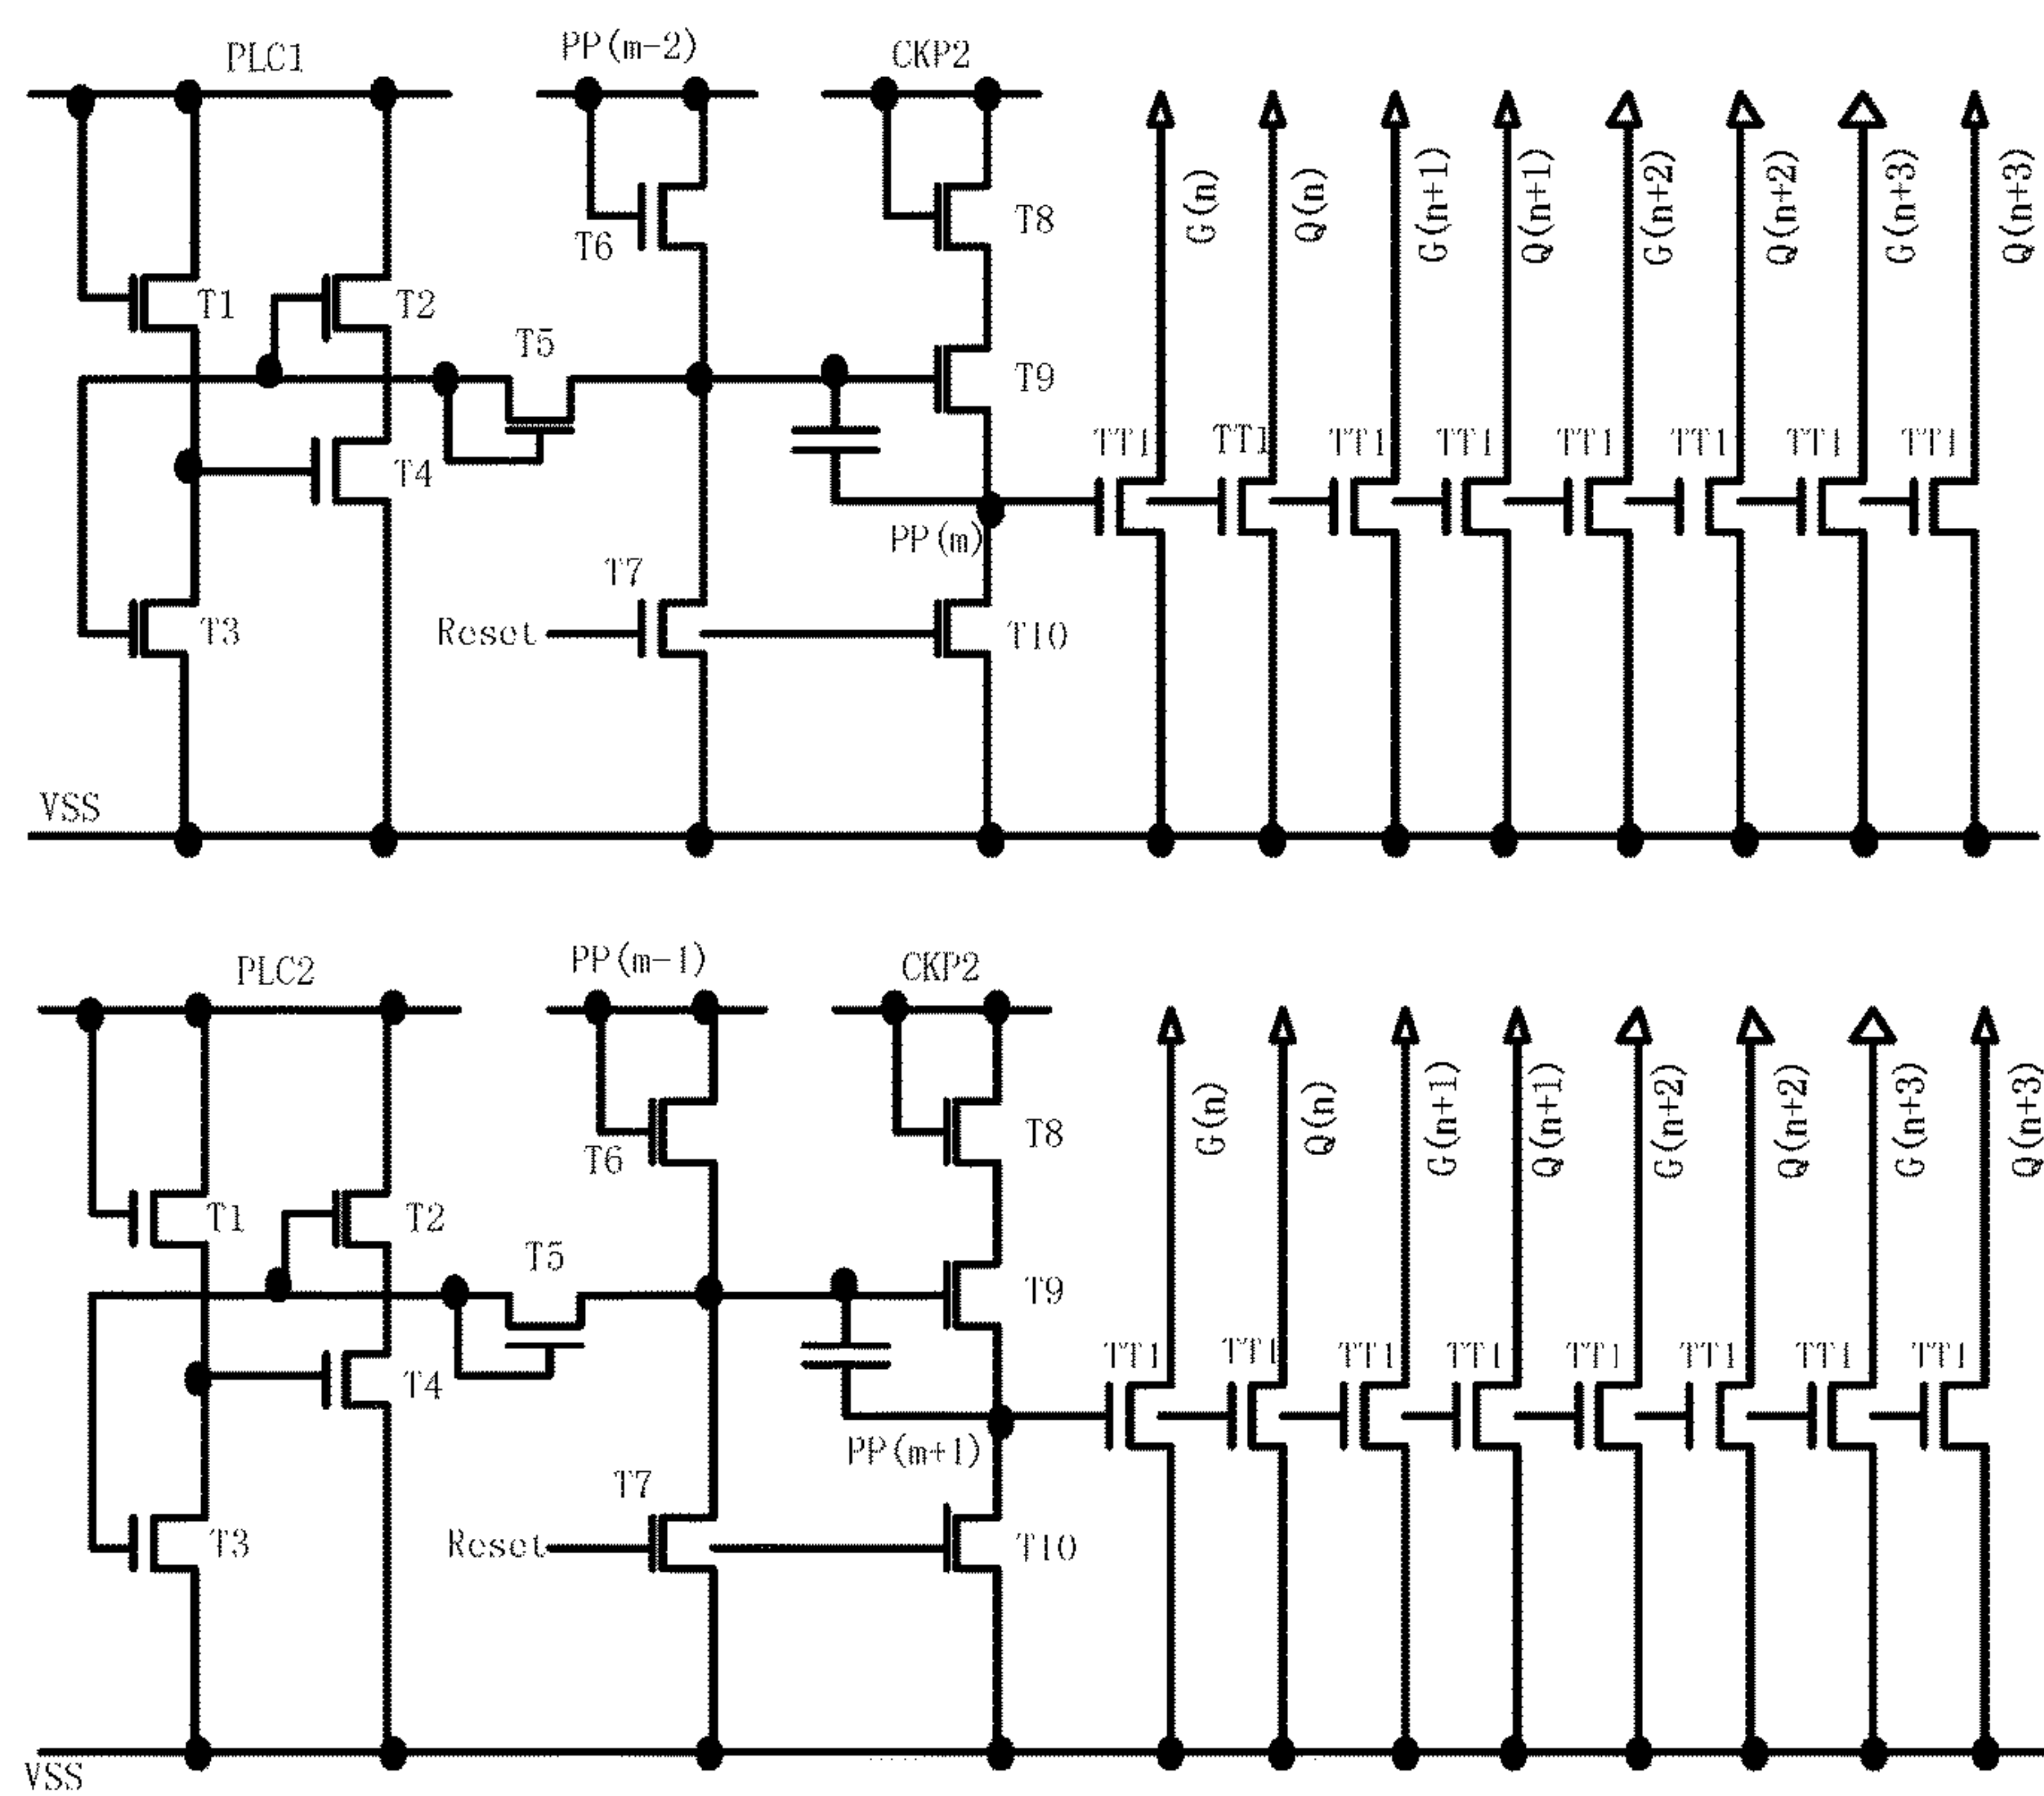 PLC1
PP(m-2)
CKP2
G(n)
Q(n)
G(n+1)
Q(n+1)
G(n+2)
Q(n+2)
G(n+3)
Q(n+3)
T8
T6
T1
T2
T5
T9
T4
TT1
TT1
TT1
TT1
TT1
TT1
TT1
TT1
PP(m)
T7
T3
Reset
T10
VSS
PLC2
PP(m-1)
CKP2
G(n)
Q(n)
G(n+1)
Q(n+1)
G(n+2)
Q(n+2)
G(n+3)
Q(n+3)
T8
T6
T1
T2
T5
T9
T4
TT1
TT1
TT1
TT1
TT1
TT1
TT1
TT1
PP(m+1)
T7
T3
Reset
T10
VSS